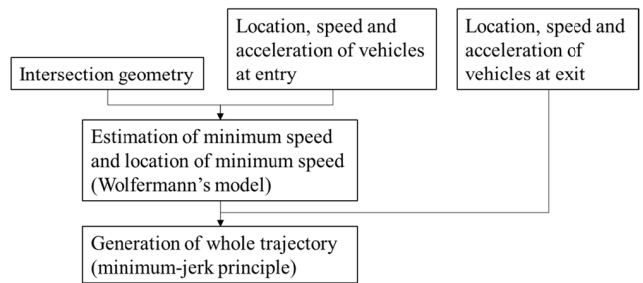 Intersection geometry
Location, speed and
acceleration of vehicles
at entry
Location, speed and
acceleration of
vehicles at exit
Estimation of minimum speed
and location of minimum speed
(Wolfermann's model)
Generation of whole trajectory
(minimum-jerk principle)